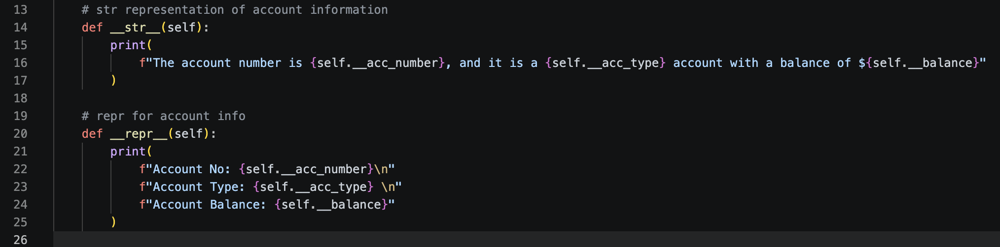 13 # str representation of account information
14 def __str__(self):
15 print(
16 f"The account number is {self.__acc_number}, and it is a {self.__acc_type} account with a balance of ${self.__balance}"
17 )
18
19 # repr for account info
20 def __repr__(self):
21 print(
22 f"Account No: {self.__acc_number}\n"
23 f"Account Type: {self.__acc_type} \n"
24 f"Account Balance: {self.__balance}"
25 )
26